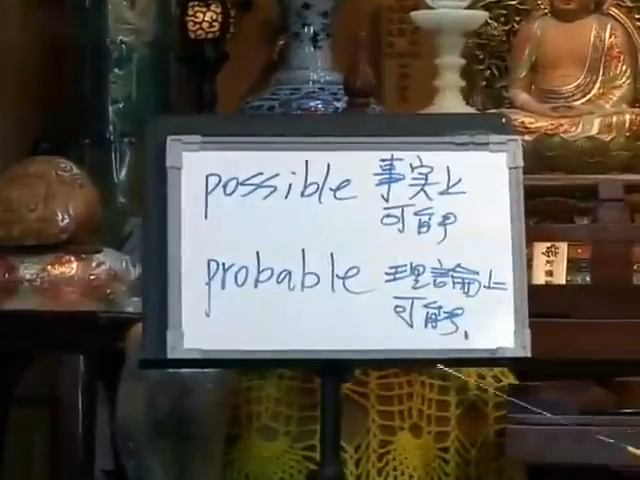 possible 事実上
可能
probable 理論上
可能.